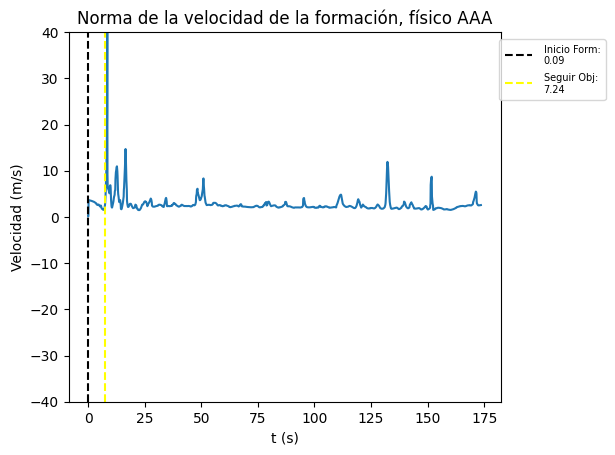 Norma de la velocidad de la formación, físico AAA
Inicio Form:
0.09
Seguir Obj:
7.24
Velocidad (m/s)
40
30
20
10
0
−10
−20
−30
−40
0 25 50 75 100 125 150 175
t (s)